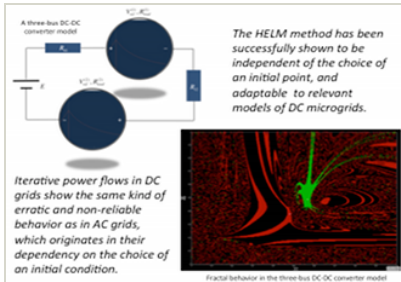 A three-bus DC-DC
converter model
E
The HELM method has been
successfully shown to be
independent of the choice of
an initial point, and
adaptable to relevant
models of DC microgrids.
Iterative power flows in DC
grids show the same kind of
erratic and non-reliable
behavior as in AC grids,
which originates in their
dependency on the choice of
an initial condition.
Fractal behavior in the three-bus DC-DC converter model